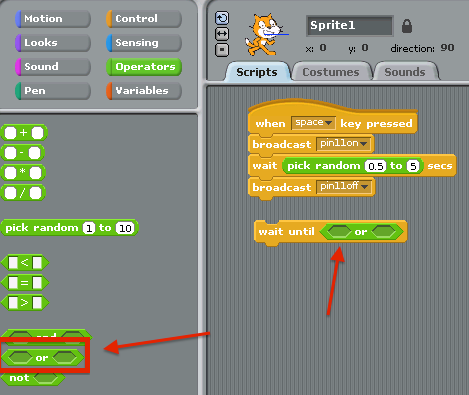 Motion Control
Looks Sensing
Sound Operators
Pen Variables
+
-
*
/
pick random 1 to 10
<
=
>
and
or
not
Sprite1
x: 0 y: 0 direction: 90
Scripts Costumes Sounds
when space key pressed
broadcast pin11on
wait pick random 0.5 to 5 secs
broadcast pin11off
wait until or